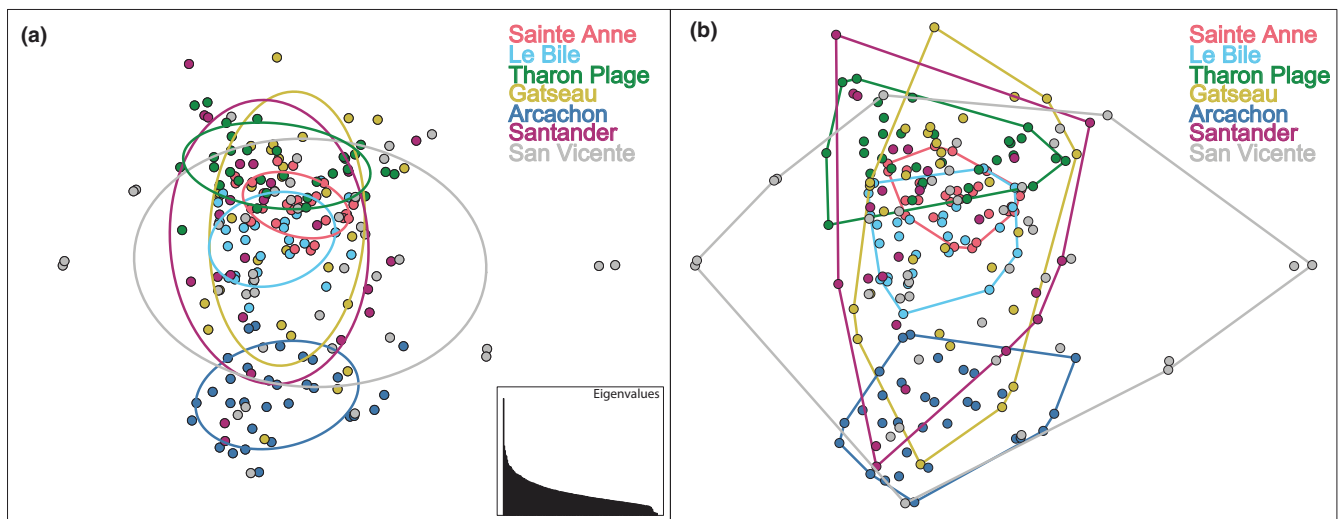 (a)
Sainte Anne
Le Bile
Tharon Plage
Gatseau
Arcachon
Santander
San Vicente
Eigenvalues
(b)
Sainte Anne
Le Bile
Tharon Plage
Gatseau
Arcachon
Santander
San Vicente